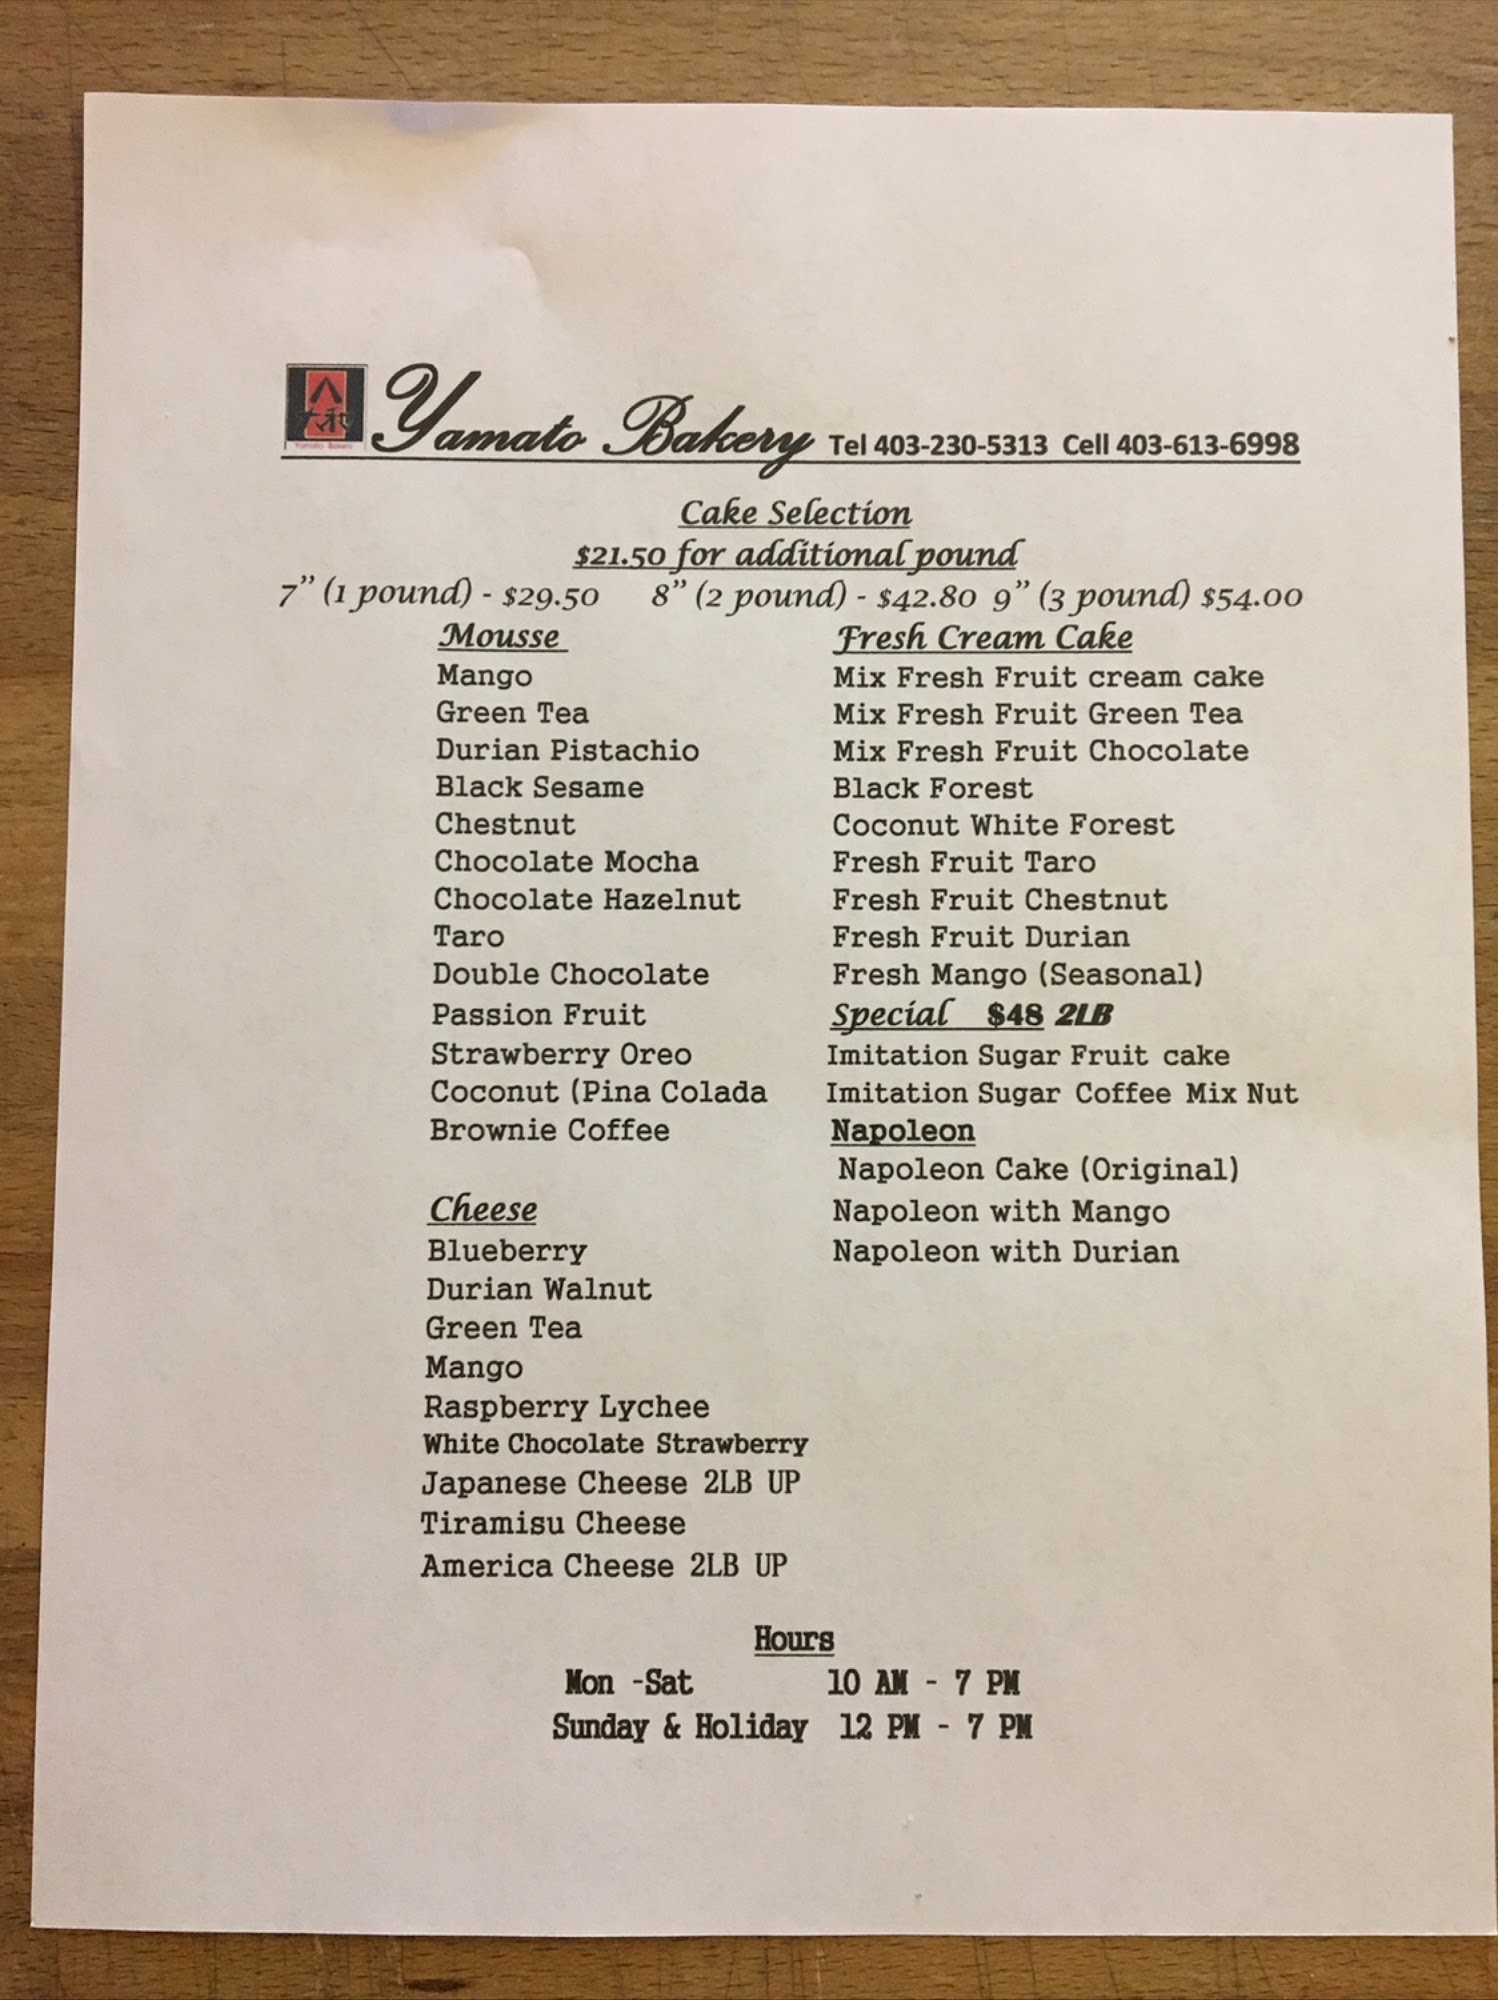 大和
Yamato Bakery
Yamato Bakery Tel 403-230-5313 Cell 403-613-6998
Cake Selection
$21.50 for additional pound
7” (1 pound) - $29.50 8” (2 pound) - $42.80 9” (3 pound) $54.00
Mousse
Mango
Green Tea
Durian Pistachio
Black Sesame
Chestnut
Chocolate Mocha
Chocolate Hazelnut
Taro
Double Chocolate
Passion Fruit
Strawberry Oreo
Coconut (Pina Colada
Brownie Coffee
Cheese
Blueberry
Durian Walnut
Green Tea
Mango
Raspberry Lychee
White Chocolate Strawberry
Japanese Cheese 2LB UP
Tiramisu Cheese
America Cheese 2LB UP
Fresh Cream Cake
Mix Fresh Fruit cream cake
Mix Fresh Fruit Green Tea
Mix Fresh Fruit Chocolate
Black Forest
Coconut White Forest
Fresh Fruit Taro
Fresh Fruit Chestnut
Fresh Fruit Durian
Fresh Mango (Seasonal)
Special $48 2LB
Imitation Sugar Fruit cake
Imitation Sugar Coffee Mix Nut
Napoleon
Napoleon Cake (Original)
Napoleon with Mango
Napoleon with Durian
Hours
Mon -Sat 10 AM - 7 PM
Sunday & Holiday 12 PM - 7 PM